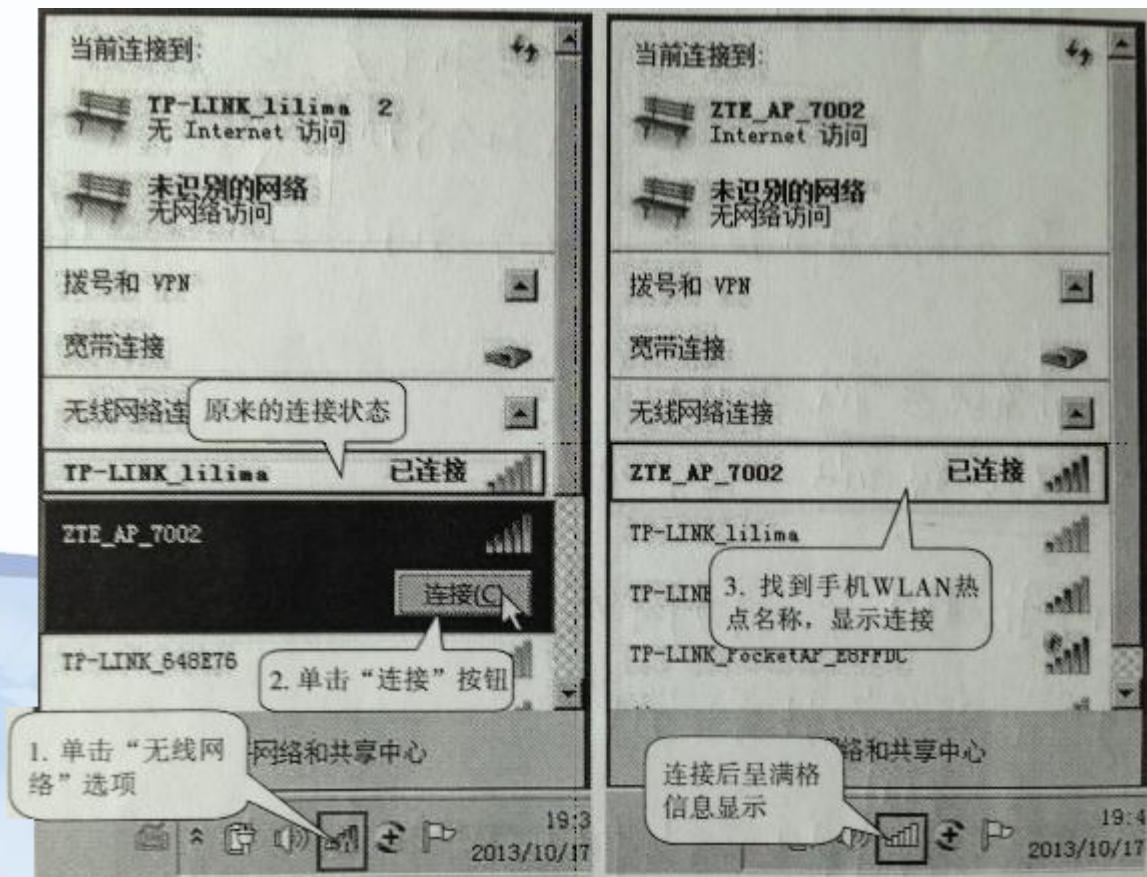 当前连接到:
TP-LINK_lilima 2
无 Internet 访问
未识别的网络
无网络访问
拨号和 VPN
宽带连接
无线网络连
原来的连接状态
TP-LINK_lilima 已连接
ZTE_AP_7002
连接(C)
TP-LINK_648E76
2. 单击“连接”按钮
1. 单击“无线网
络”选项
网络和共享中心
19:3
2013/10/17
当前连接到:
ZTE_AP_7002
Internet 访问
未识别的网络
无网络访问
拨号和 VPN
宽带连接
无线网络连接
ZTE_AP_7002 已连接
TP-LINK_lilima
3. 找到手机WLAN热
点名称，显示连接
TP-LINK_PocketAP_E8FFDC
络和共享中心
连接后呈满格
信息显示
19:4
2013/10/17